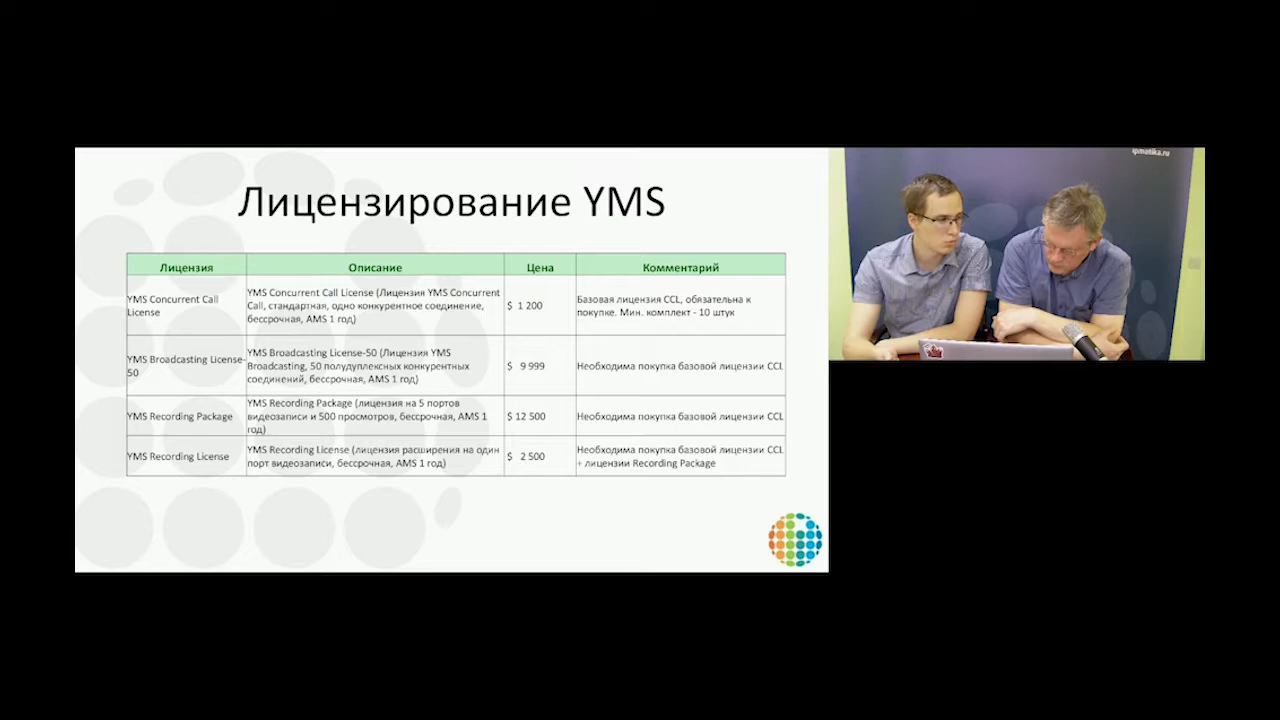 Лицензирование YMS
Лицензия
Описание
Цена
Комментарий
YMS Concurrent Call
License
YMS Concurrent Call License (Лицензия YMS Concurrent
Call, стандартная, одно конкурентное соединение,
бессрочная, AMS 1 год)
$ 1 200
Базовая лицензия CCL, обязательна к
покупке. Мин. комплект - 10 штук
YMS Broadcasting License-
50
YMS Broadcasting License-50 (Лицензия YMS
Broadcasting, 50 полудуплексных конкурентных
соединений, бессрочная, AMS 1 год)
$ 9 999
Необходима покупка базовой лицензии CCL
YMS Recording Package
YMS Recording Package (лицензия на 5 портов
видеозаписи и 500 просмотров, бессрочная, AMS 1
год)
$ 12 500
Необходима покупка базовой лицензии CCL
YMS Recording License
YMS Recording License (лицензия расширения на один
порт видеозаписи, бессрочная, AMS 1 год)
$ 2 500
Необходима покупка базовой лицензии CCL
+ лицензии Recording Package
ipmatika.ru